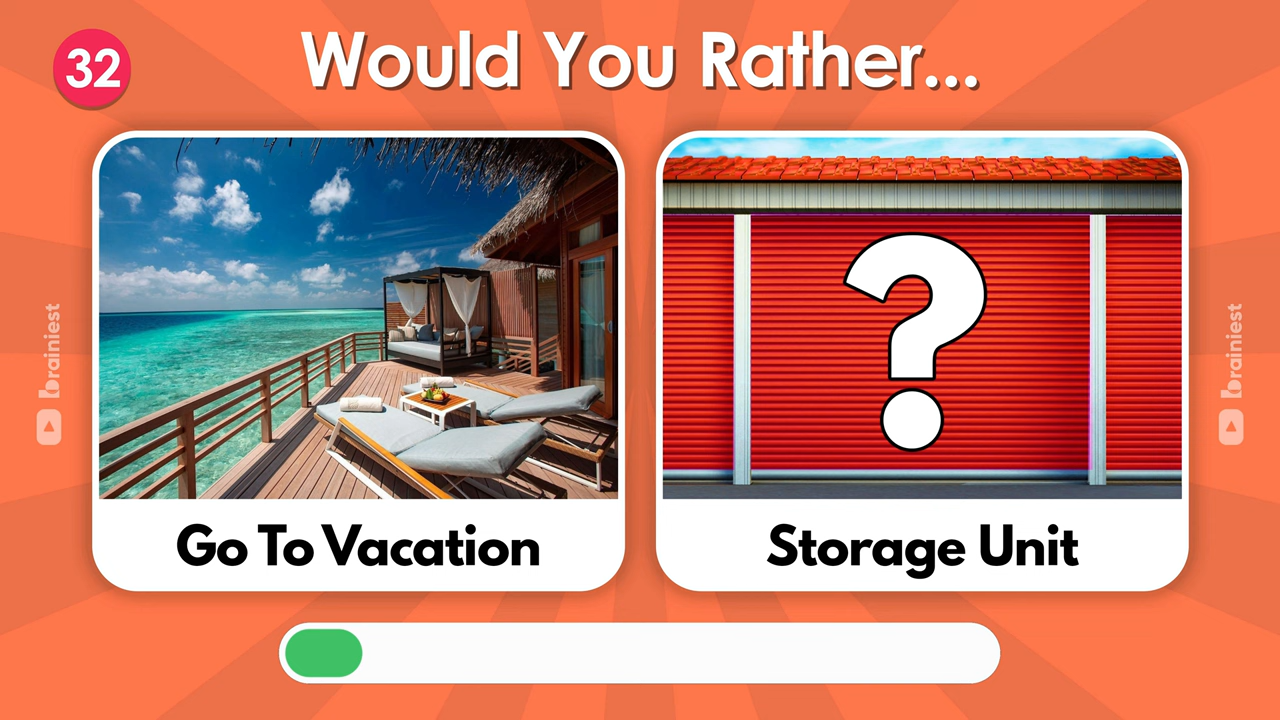 32
Would You Rather...
brainiest
?
brainiest
Go To Vacation
Storage Unit